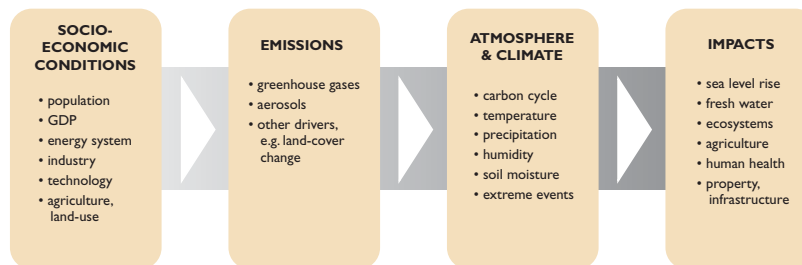 SOCIO-
ECONOMIC
CONDITIONS
• population
• GDP
• energy system
• industry
• technology
• agriculture,
land-use
EMISSIONS
• greenhouse gases
• aerosols
• other drivers,
e.g. land-cover
change
ATMOSPHERE
& CLIMATE
• carbon cycle
• temperature
• precipitation
• humidity
• soil moisture
• extreme events
IMPACTS
• sea level rise
• fresh water
• ecosystems
• agriculture
• human health
• property,
infrastructure